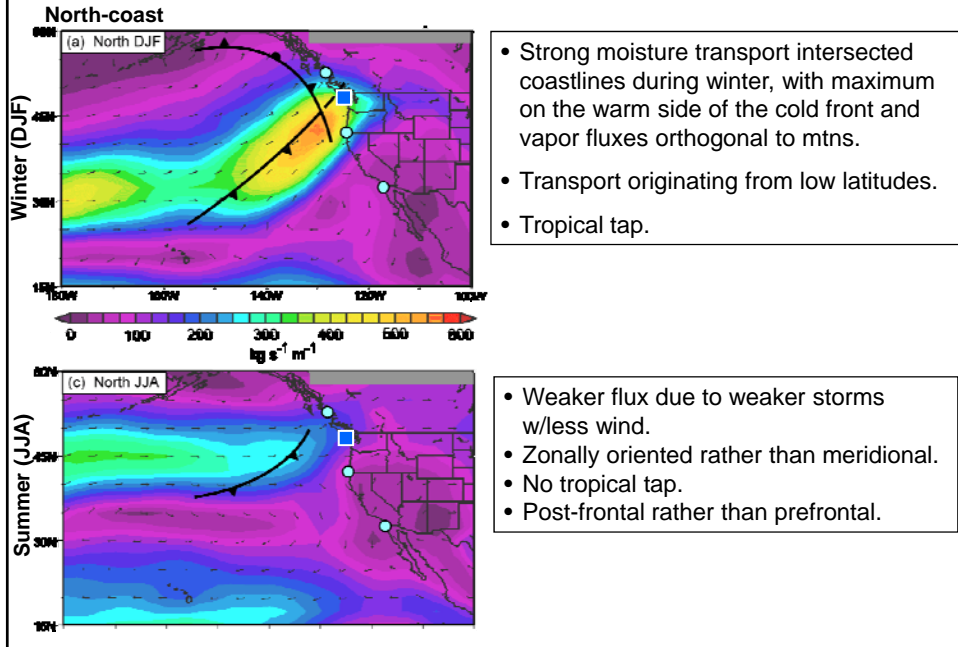 North-coast
(a) North DJF
Winter (DJF)
60N
45N
30N
15N
180W 160W 140W 120W 100W
• Strong moisture transport intersected
coastlines during winter, with maximum
on the warm side of the cold front and
vapor fluxes orthogonal to mtns.
• Transport originating from low latitudes.
• Tropical tap.
0 100 200 300 400 500 600
kg s⁻¹ m⁻¹
(c) North JJA
Summer (JJA)
60N
45N
30N
15N
• Weaker flux due to weaker storms
w/less wind.
• Zonally oriented rather than meridional.
• No tropical tap.
• Post-frontal rather than prefrontal.